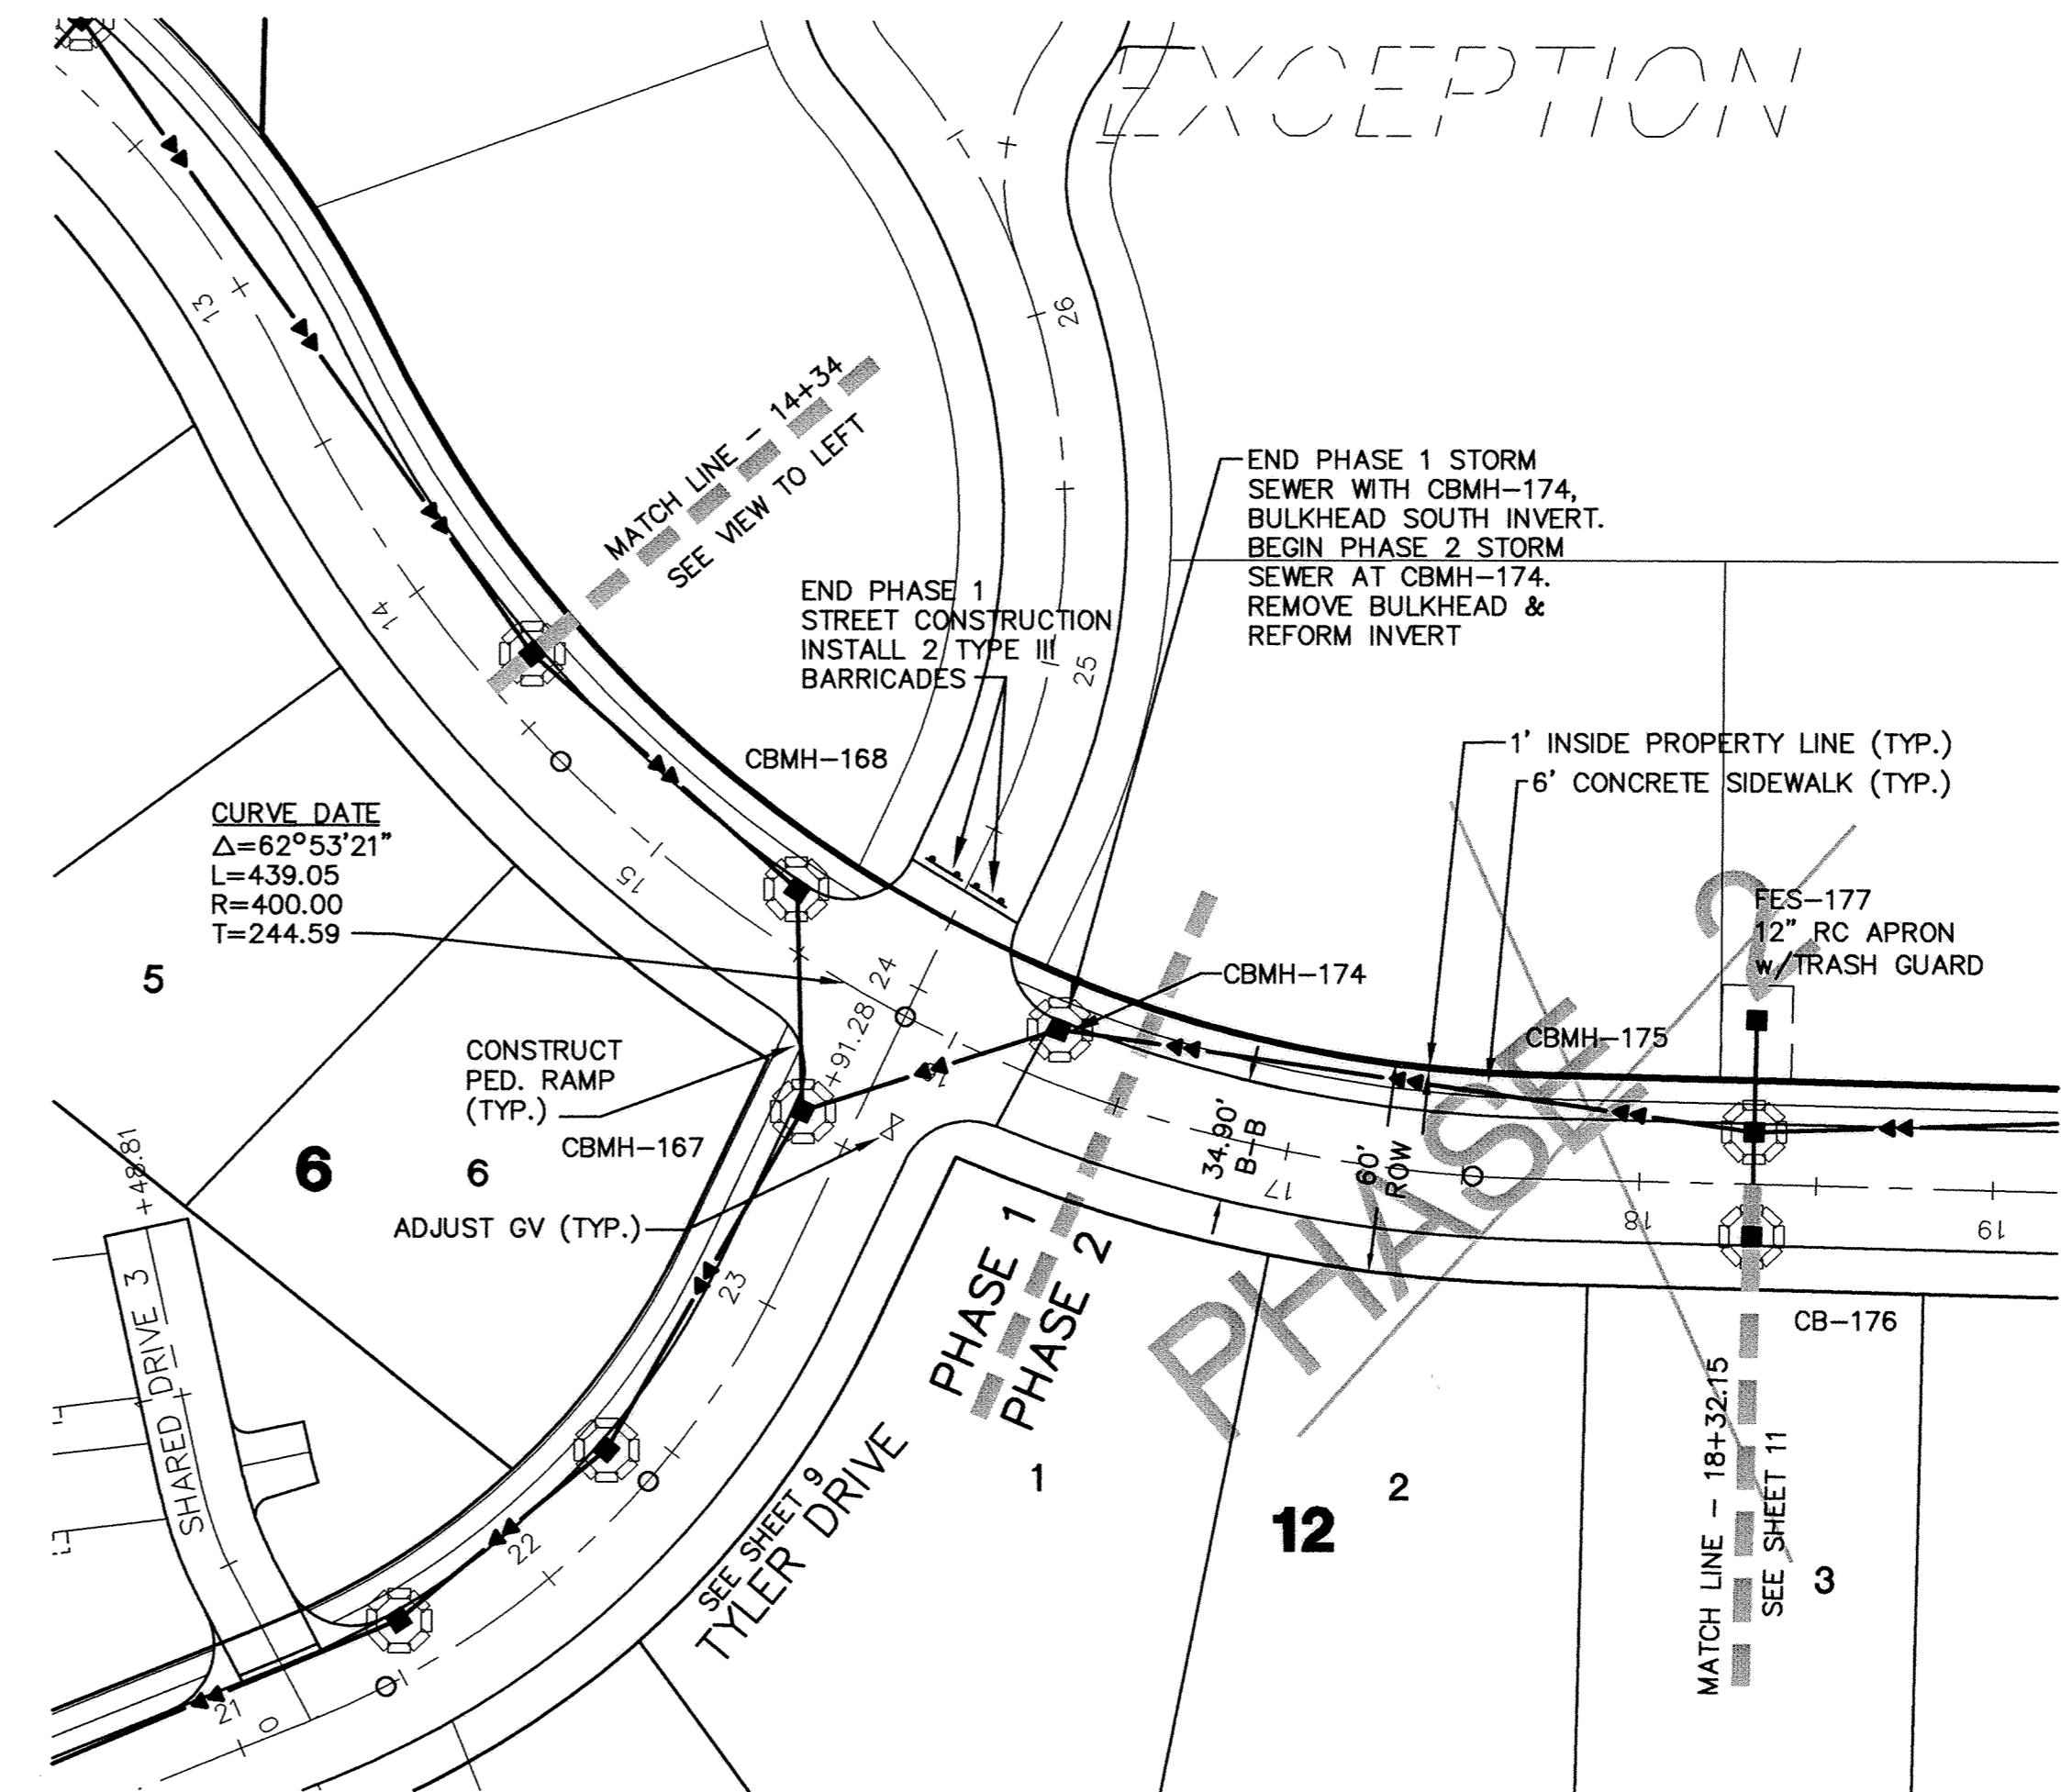 EXCEPTION
13
26
MATCH LINE – 14+34
SEE VIEW TO LEFT
END PHASE 1 STORM
SEWER WITH CBMH–174,
BULKHEAD SOUTH INVERT.
BEGIN PHASE 2 STORM
SEWER AT CBMH–174.
REMOVE BULKHEAD &
REFORM INVERT
END PHASE 1
STREET CONSTRUCTION
INSTALL 2 TYPE III
BARRICADES
14
25
1' INSIDE PROPERTY LINE (TYP.)
6' CONCRETE SIDEWALK (TYP.)
CBMH–168
CURVE DATE
Δ=62°53'21"
L=439.05
R=400.00
T=244.59
15
5
24
+91.28
CBMH–174
FES–177
12" RC APRON
w/TRASH GUARD
CBMH–175
CONSTRUCT
PED. RAMP
(TYP.)
CBMH–167
+48.81
6
6
ADJUST GV (TYP.)
34.90'
B–B
60'
ROW
17
18
19
PHASE 2
PHASE 1
PHASE 2
23
CB–176
SHARED DRIVE 3
22
SEE SHEET 9
TYLER DRIVE
1
2
12
MATCH LINE – 18+32.15
SEE SHEET 11
3
21
0